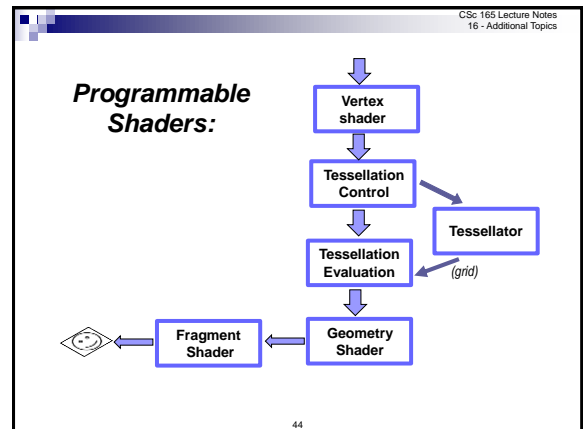 CSc 165 Lecture Notes
16 - Additional Topics
Programmable
Shaders:
Vertex
shader
Tessellation
Control
Tessellator
Tessellation
Evaluation
(grid)
Geometry
Shader
Fragment
Shader
44